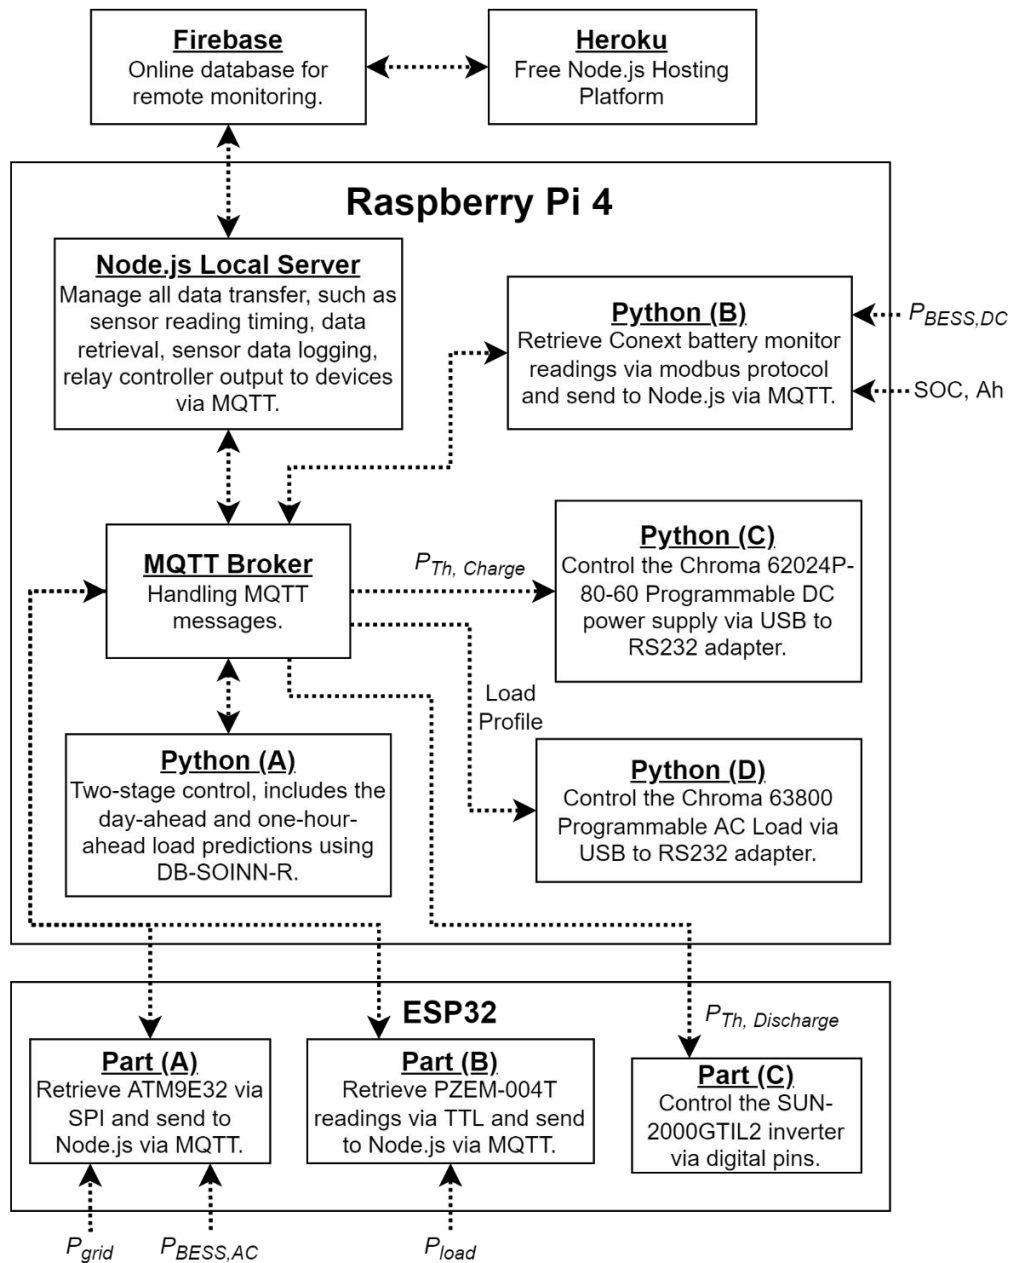 Firebase
Online database for
remote monitoring.
Heroku
Free Node.js Hosting
Platform
Raspberry Pi 4
Node.js Local Server
Manage all data transfer, such as
sensor reading timing, data
retrieval, sensor data logging,
relay controller output to devices
via MQTT.
Python (B)
Retrieve Conext battery monitor
readings via modbus protocol
and send to Node.js via MQTT.
P_BESS,DC
SOC, Ah
MQTT Broker
Handling MQTT
messages.
P_Th, Charge
Python (C)
Control the Chroma 62024P-
80-60 Programmable DC
power supply via USB to
RS232 adapter.
Load
Profile
Python (A)
Two-stage control, includes the
day-ahead and one-hour-
ahead load predictions using
DB-SOINN-R.
Python (D)
Control the Chroma 63800
Programmable AC Load via
USB to RS232 adapter.
ESP32
P_Th, Discharge
Part (A)
Retrieve ATM9E32 via
SPI and send to
Node.js via MQTT.
Part (B)
Retrieve PZEM-004T
readings via TTL and send
to Node.js via MQTT.
Part (C)
Control the SUN-
2000GTIL2 inverter
via digital pins.
P_grid
P_BESS,AC
P_load